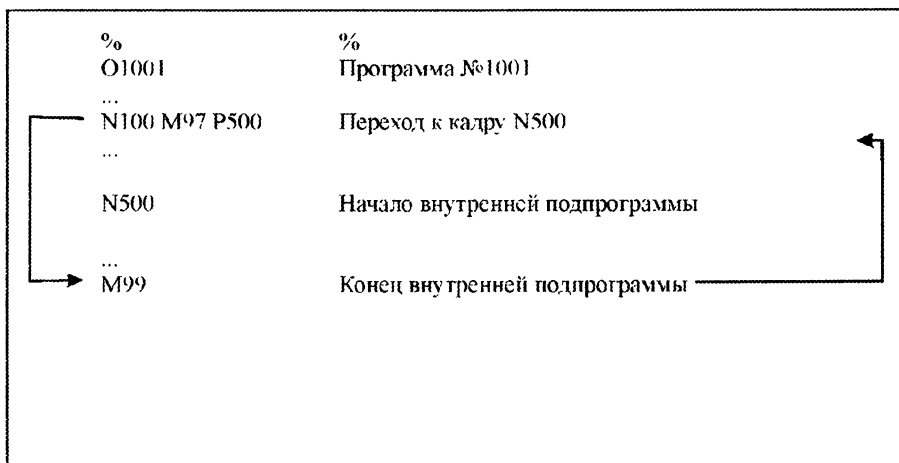 % %
O1001 Программа №1001
...
N100 M97 P500 Переход к кадру N500
...
N500 Начало внутренней подпрограммы
...
M99 Конец внутренней подпрограммы